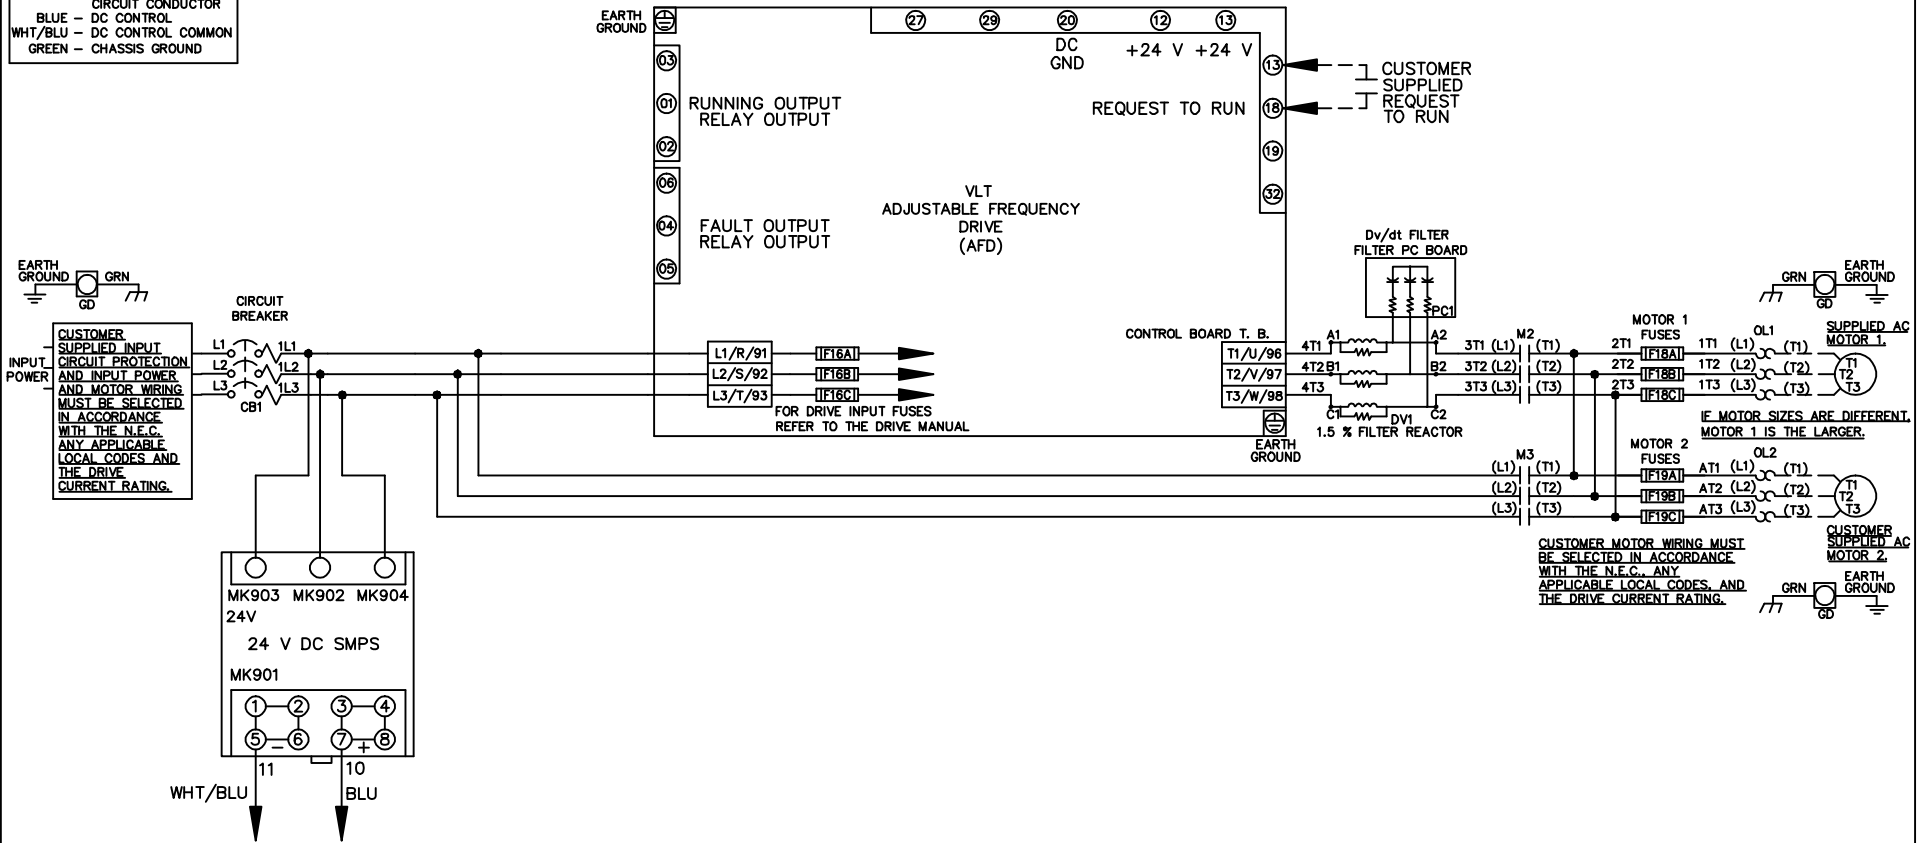 CIRCUIT CONDUCTOR
BLUE – DC CONTROL
WHT/BLU – DC CONTROL COMMON
GREEN – CHASSIS GROUND
EARTH
GROUND
27
29
20
12
13
DC
GND
+24 V
+24 V
03
01
02
RUNNING OUTPUT
RELAY OUTPUT
06
04
05
FAULT OUTPUT
RELAY OUTPUT
VLT
ADJUSTABLE FREQUENCY
DRIVE
(AFD)
REQUEST TO RUN
13
18
19
32
CUSTOMER
SUPPLIED
REQUEST
TO RUN
EARTH
GROUND
GRN
GD
CIRCUIT
BREAKER
INPUT
POWER
CUSTOMER
SUPPLIED INPUT
CIRCUIT PROTECTION
AND INPUT POWER
AND MOTOR WIRING
MUST BE SELECTED
IN ACCORDANCE
WITH THE N.E.C.
ANY APPLICABLE
LOCAL CODES AND
THE DRIVE
CURRENT RATING.
L1
L2
L3
1L1
1L2
1L3
CB1
L1/R/91
L2/S/92
L3/T/93
F16A
F16B
F16C
FOR DRIVE INPUT FUSES
REFER TO THE DRIVE MANUAL
CONTROL BOARD T. B.
T1/U/96
T2/V/97
T3/W/98
EARTH
GROUND
Dv/dt FILTER
FILTER PC BOARD
PC1
4T1
4T2
4T3
A1
B1
C1
A2
B2
C2
DV1
1.5 % FILTER REACTOR
M2
3T1 (L1) (T1)
3T2 (L2) (T2)
3T3 (L3) (T3)
MOTOR 1
FUSES
2T1
2T2
2T3
F18A
F18B
F18C
1T1 (L1) (T1)
1T2 (L2) (T2)
1T3 (L3) (T3)
OL1
T1
T2
T3
GRN
GD
EARTH
GROUND
SUPPLIED AC
MOTOR 1.
IF MOTOR SIZES ARE DIFFERENT,
MOTOR 1 IS THE LARGER.
M3
(L1) (T1)
(L2) (T2)
(L3) (T3)
MOTOR 2
FUSES
F19A
F19B
F19C
AT1 (L1) (T1)
AT2 (L2) (T2)
AT3 (L3) (T3)
OL2
T1
T2
T3
CUSTOMER
SUPPLIED AC
MOTOR 2.
CUSTOMER MOTOR WIRING MUST
BE SELECTED IN ACCORDANCE
WITH THE N.E.C., ANY
APPLICABLE LOCAL CODES, AND
THE DRIVE CURRENT RATING.
GRN
GD
EARTH
GROUND
MK903 MK902 MK904
24V
24 V DC SMPS
MK901
1 2 3 4
5 – 6 7 + 8
11
10
WHT/BLU
BLU